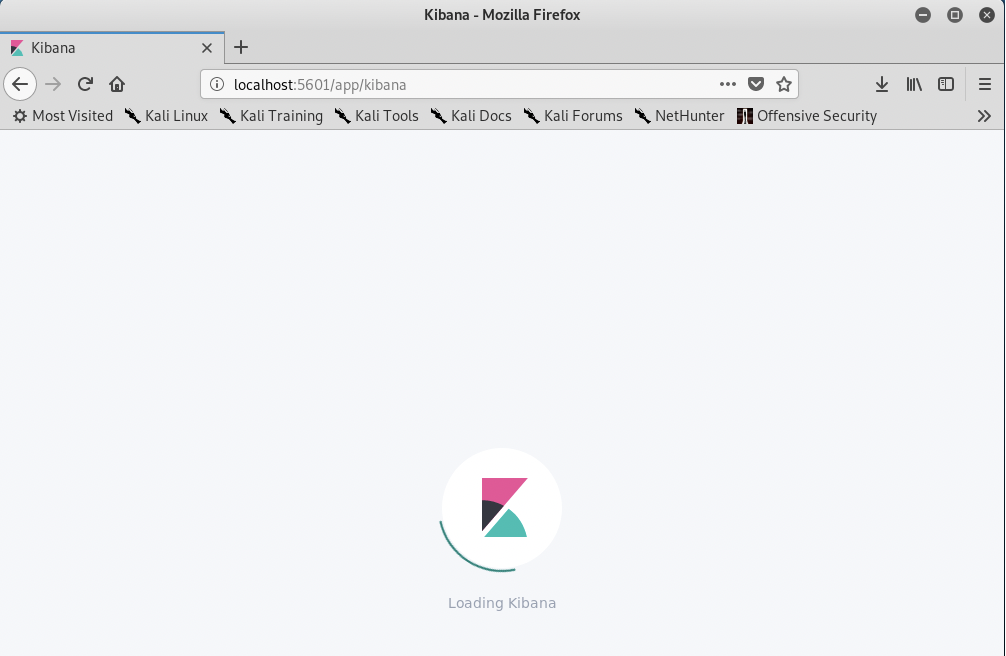 Kibana - Mozilla Firefox
Kibana
localhost:5601/app/kibana
Most Visited Kali Linux Kali Training Kali Tools Kali Docs Kali Forums NetHunter Offensive Security
Loading Kibana